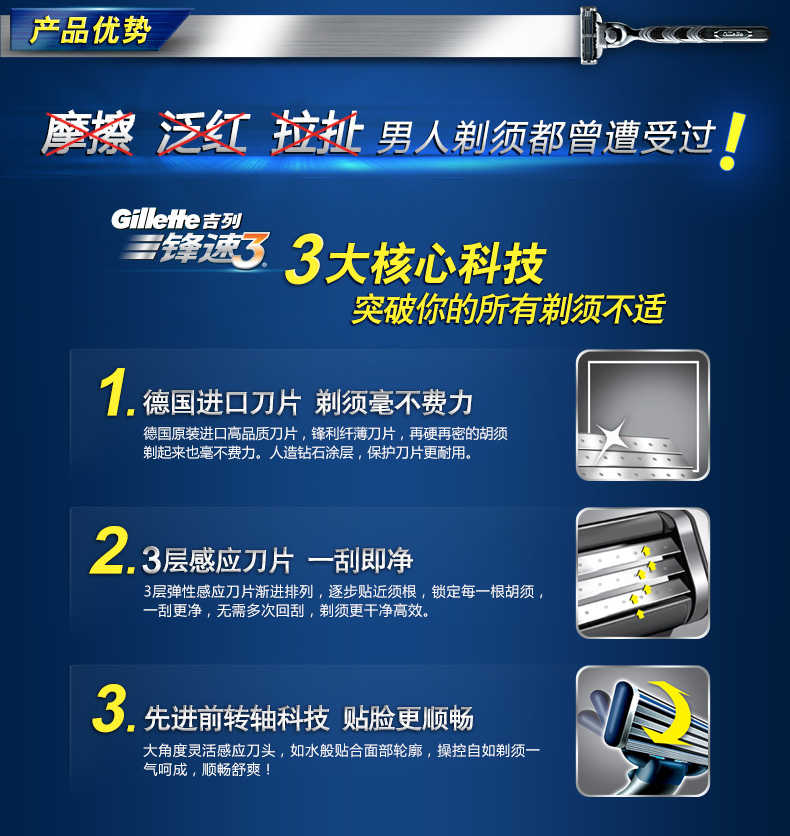 产品优势
Gillette
摩擦 泛红 拉扯 男人剃须都曾遭受过!
Gillette吉列
锋速3
3大核心科技
突破你的所有剃须不适
1. 德国进口刀片 剃须毫不费力
德国原装进口高品质刀片，锋利纤薄刀片，再硬再密的胡须
剃起来也毫不费力。人造钻石涂层，保护刀片更耐用。
2. 3层感应刀片 一刮即净
3层弹性感应刀片渐进排列，逐步贴近须根，锁定每一根胡须，
一刮更净，无需多次回刮，剃须更干净高效。
3. 先进前转轴科技 贴脸更顺畅
大角度灵活感应刀头，如水般贴合面部轮廓，操控自如剃须一
气呵成，顺畅舒爽！